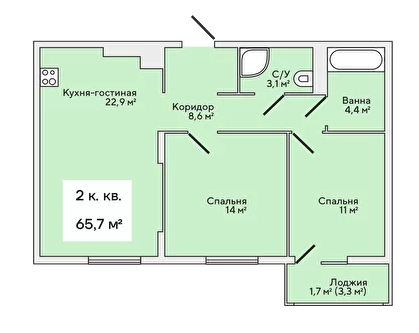 Кухня-гостиная
22,9 м²
Коридор
8,6 м²
С/У
3,1 м²
Ванна
4,4 м²
2 к. кв.
65,7 м²
Спальня
14 м²
Спальня
11 м²
Лоджия
1,7 м² (3,3 м²)